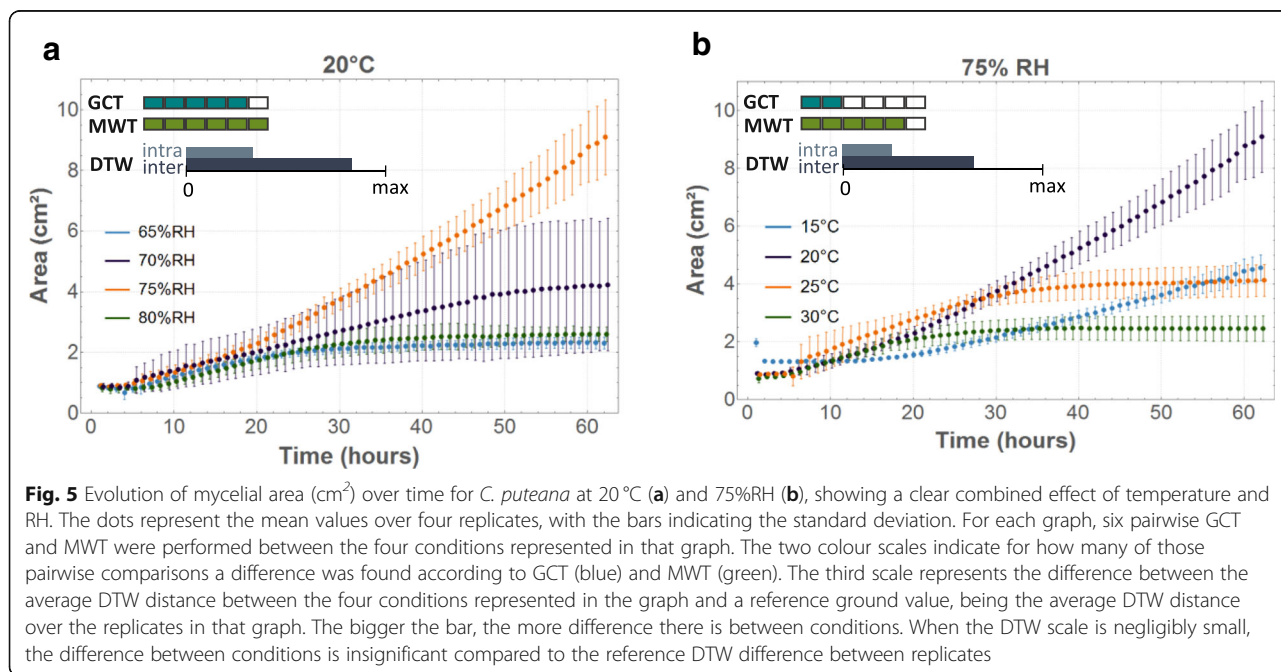 a
20°C
GCT
MWT
DTW
intra
inter
0
max
65%RH
70%RH
75%RH
80%RH
Area (cm²)
10
8
6
4
2
0
0 10 20 30 40 50 60
Time (hours)
b
75% RH
GCT
MWT
DTW
intra
inter
0
max
15°C
20°C
25°C
30°C
Area (cm²)
10
8
6
4
2
0
0 10 20 30 40 50 60
Time (hours)
Fig. 5 Evolution of mycelial area (cm²) over time for C. puteana at 20 °C (a) and 75%RH (b), showing a clear combined effect of temperature and
RH. The dots represent the mean values over four replicates, with the bars indicating the standard deviation. For each graph, six pairwise GCT
and MWT were performed between the four conditions represented in that graph. The two colour scales indicate for how many of those
pairwise comparisons a difference was found according to GCT (blue) and MWT (green). The third scale represents the difference between the
average DTW distance between the four conditions represented in the graph and a reference ground value, being the average DTW distance
over the replicates in that graph. The bigger the bar, the more difference there is between conditions. When the DTW scale is negligibly small,
the difference between conditions is insignificant compared to the reference DTW difference between replicates